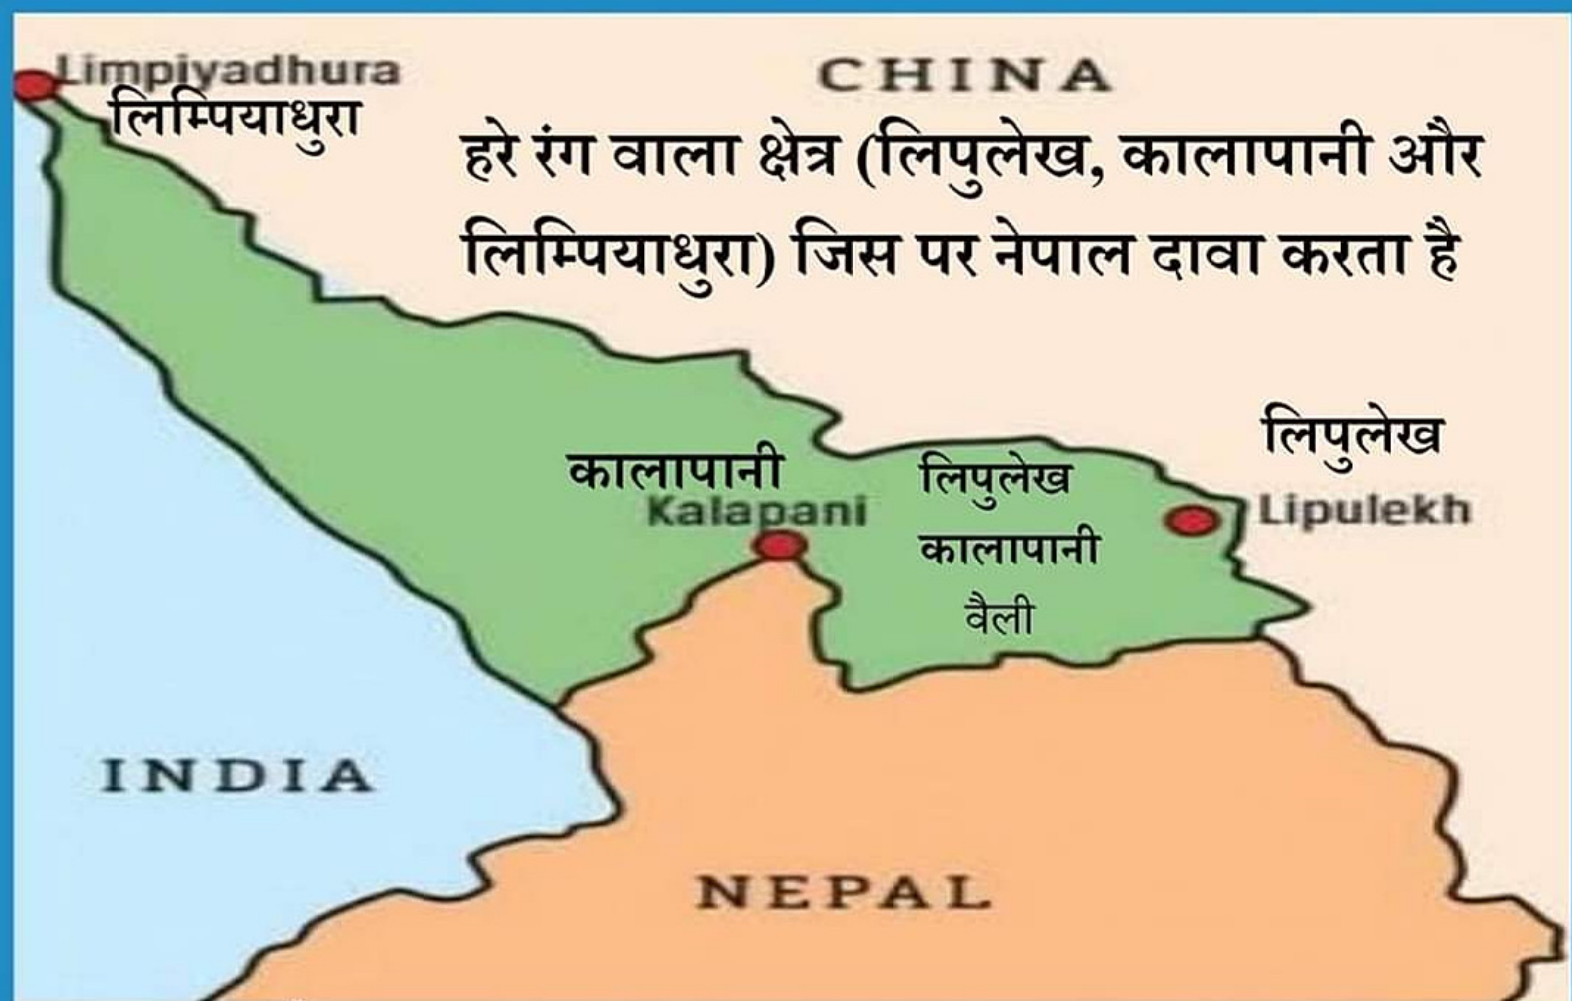 Limpiyadhura
लिम्पियाधुरा
CHINA
हरे रंग वाला क्षेत्र (लिपुलेख, कालापानी और
लिम्पियाधुरा) जिस पर नेपाल दावा करता है
कालापानी
Kalapani
लिपुलेख
कालापानी
वैली
लिपुलेख
Lipulekh
INDIA
NEPAL